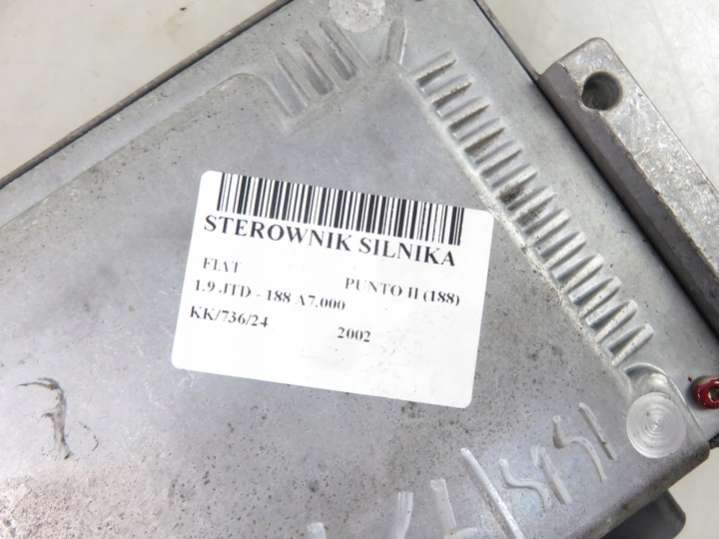 STEROWNIK SILNIKA
FIAT PUNTO II (188)
1.9 JTD - 188 A7.000
KK/736/24 2002